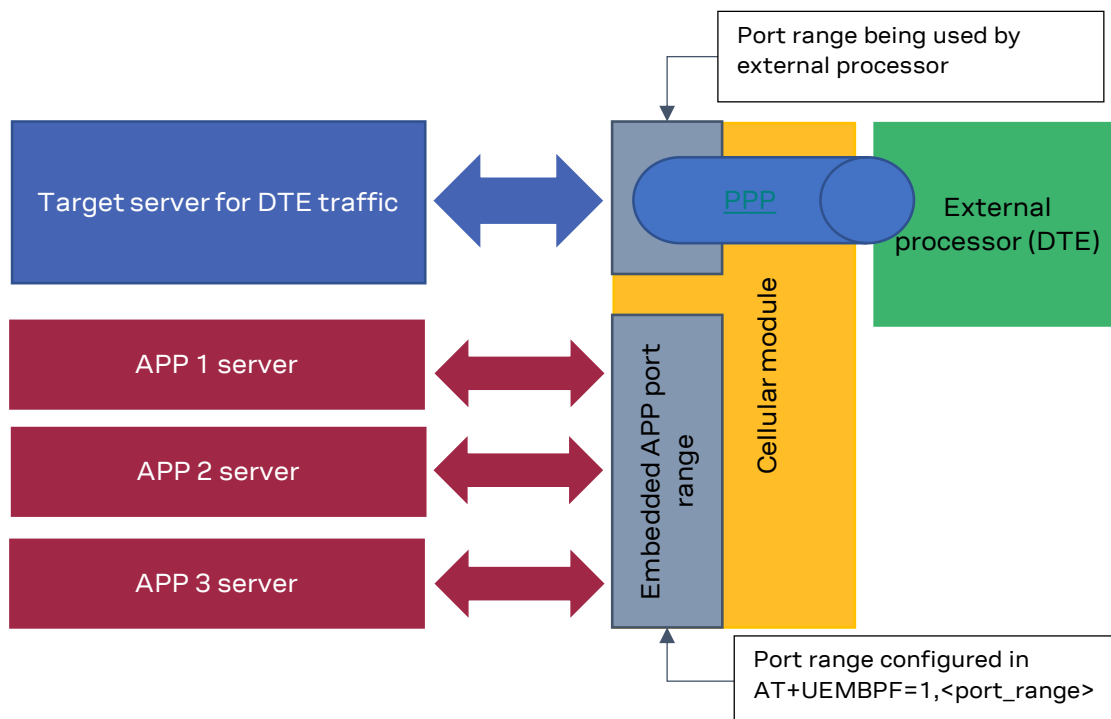 Port range being used by
external processor
Target server for DTE traffic
PPP
External
processor (DTE)
APP 1 server
APP 2 server
APP 3 server
Embedded APP port
range
Cellular module
Port range configured in
AT+UEMBPF=1,<port_range>